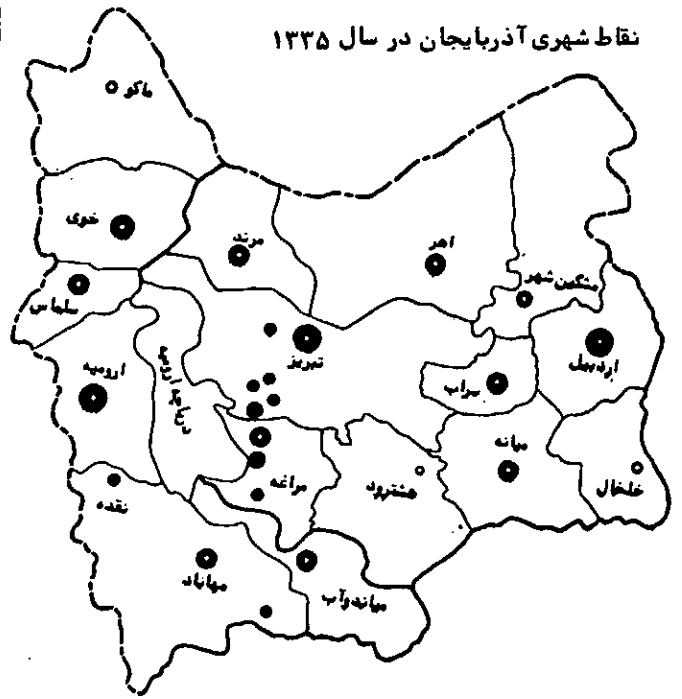 نقاط شهری آذربایجان در سال ۱۳۳۵
ماکو
خوی
مرند
اهر
مشگین شهر
سلماس
تبریز
اردبیل
ارومیه
دریاچه ارومیه
سراب
میانه
خلخال
هشترود
مراغه
نقده
مهاباد
میاندوآب